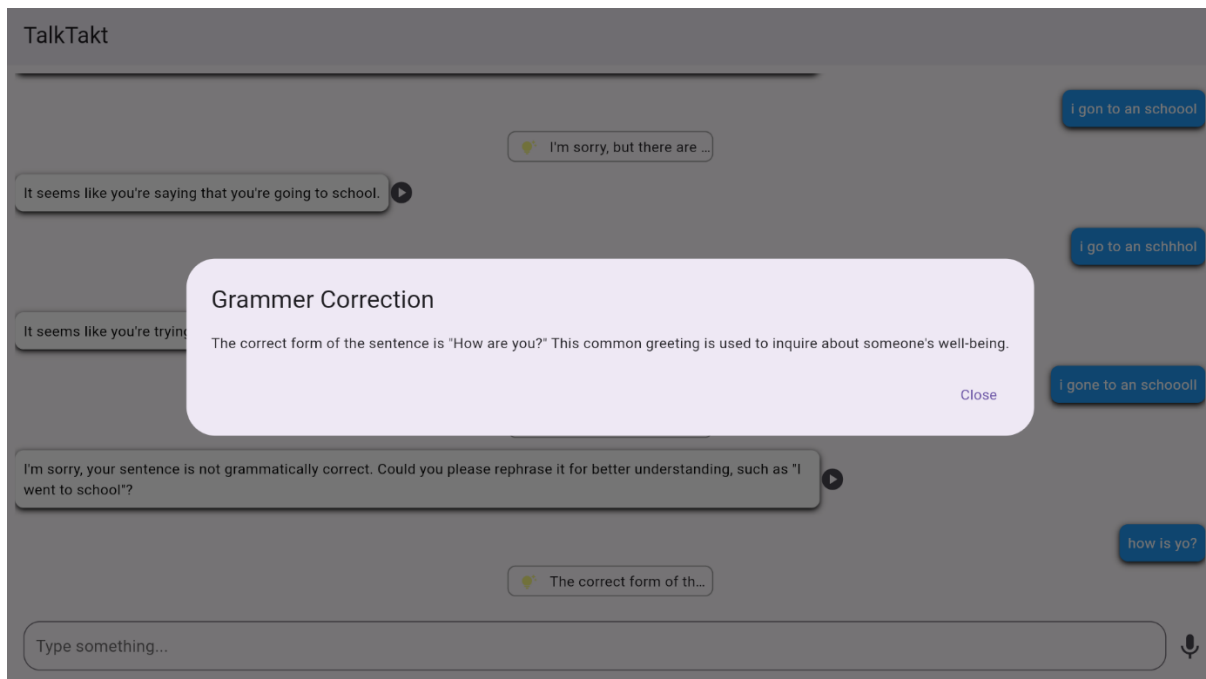 TalkTakt
i gon to an schoool
I'm sorry, but there are ...
It seems like you're saying that you're going to school.
i go to an schhhol
Grammer Correction
It seems like you're trying
The correct form of the sentence is "How are you?" This common greeting is used to inquire about someone's well-being.
i gone to an schoooll
Close
I'm sorry, your sentence is not grammatically correct. Could you please rephrase it for better understanding, such as "I
went to school"?
how is yo?
The correct form of th...
Type something...